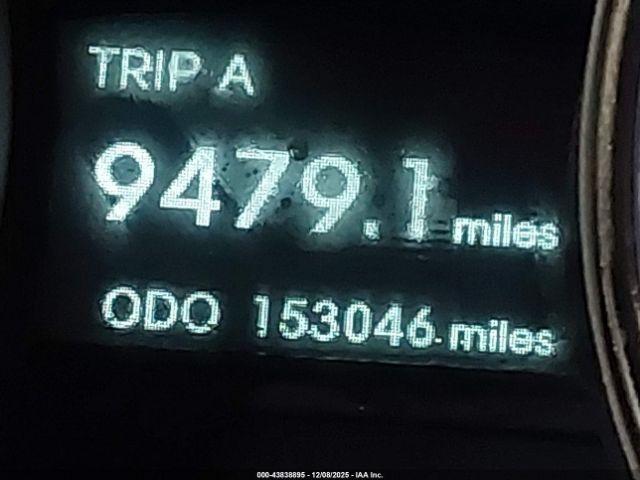 TRIP A
9479.1 miles
ODO 153046 miles
000-43838895 - 12/08/2025 - IAA Inc.